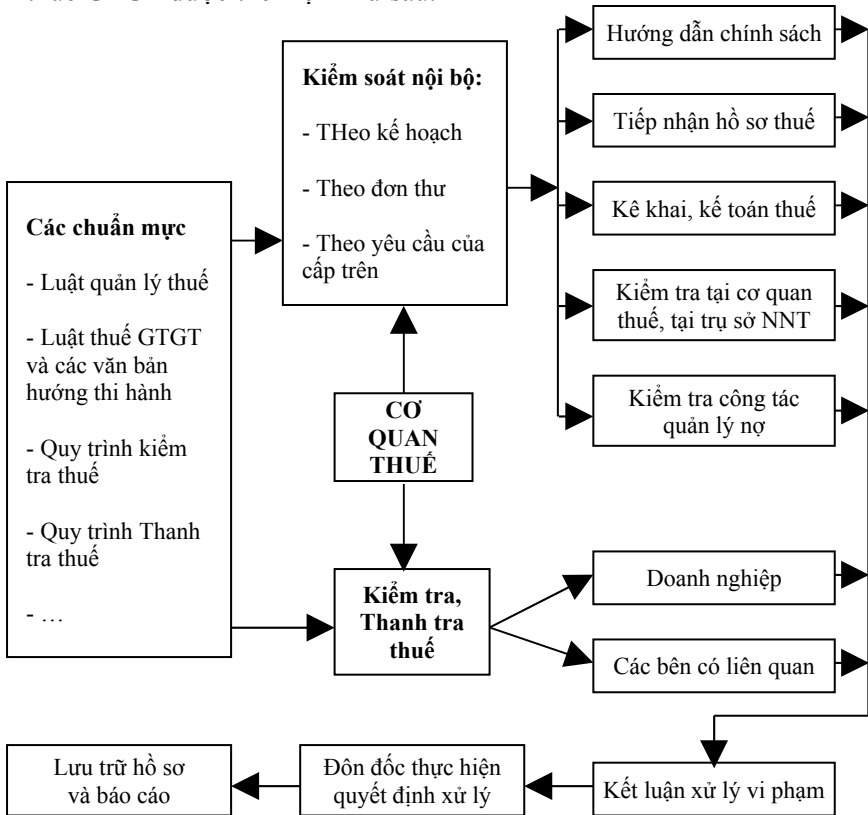 Hướng dẫn chính sách
Kiểm soát nội bộ:
- THeo kế hoạch
- Theo đơn thư
- Theo yêu cầu của
cấp trên
Tiếp nhận hồ sơ thuế
Kê khai, kế toán thuế
Kiểm tra tại cơ quan
thuế, tại trụ sở NNT
Kiểm tra công tác
quản lý nợ
Các chuẩn mực
- Luật quản lý thuế
- Luật thuế GTGT
và các văn bản
hướng thi hành
- Quy trình kiểm
tra thuế
- Quy trình Thanh
tra thuế
- …
CƠ
QUAN
THUẾ
Kiểm tra,
Thanh tra
thuế
Doanh nghiệp
Các bên có liên quan
Lưu trữ hồ sơ
và báo cáo
Đôn đốc thực hiện
quyết định xử lý
Kết luận xử lý vi phạm